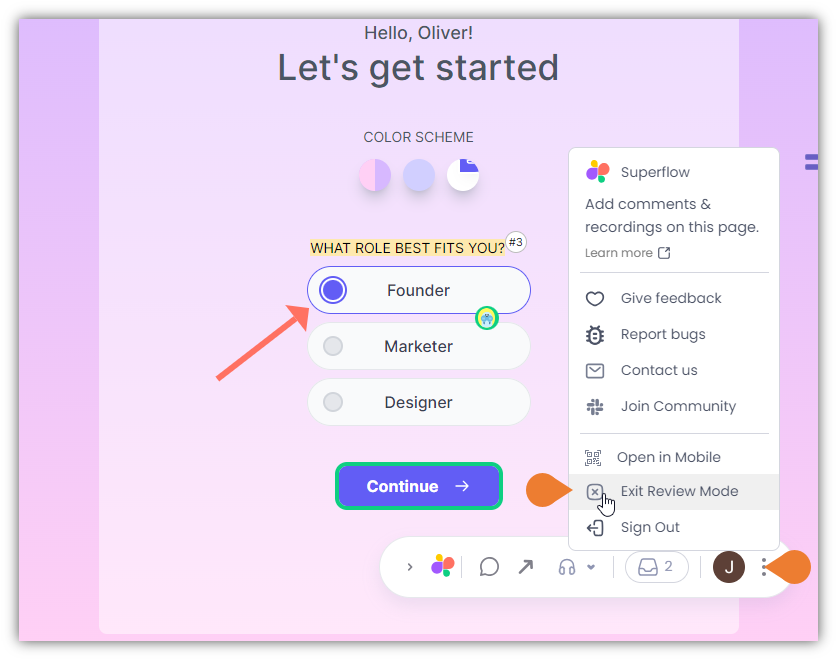 Hello, Oliver!
Let's get started
COLOR SCHEME
WHAT ROLE BEST FITS YOU?
#3
Founder
Marketer
Designer
Continue
Superflow
Add comments &
recordings on this page.
Learn more
Give feedback
Report bugs
Contact us
Join Community
Open in Mobile
Exit Review Mode
Sign Out
2
J